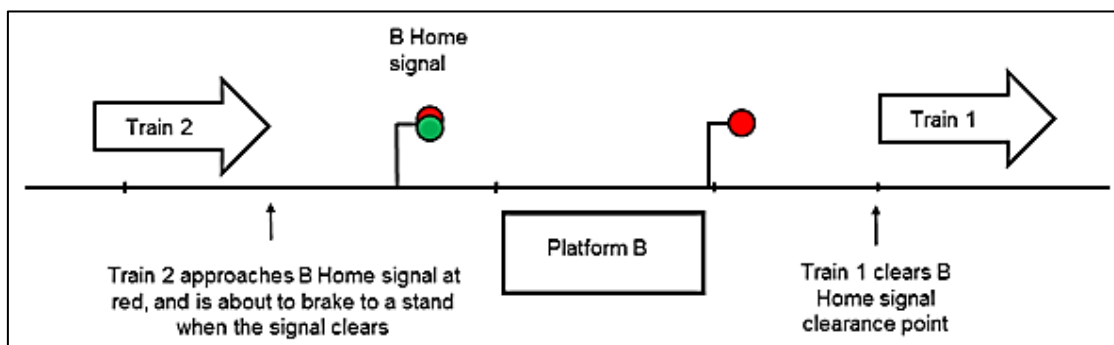 B Home
signal
Train 2
Train 1
Platform B
Train 2 approaches B Home signal at
red, and is about to brake to a stand
when the signal clears
Train 1 clears B
Home signal
clearance point